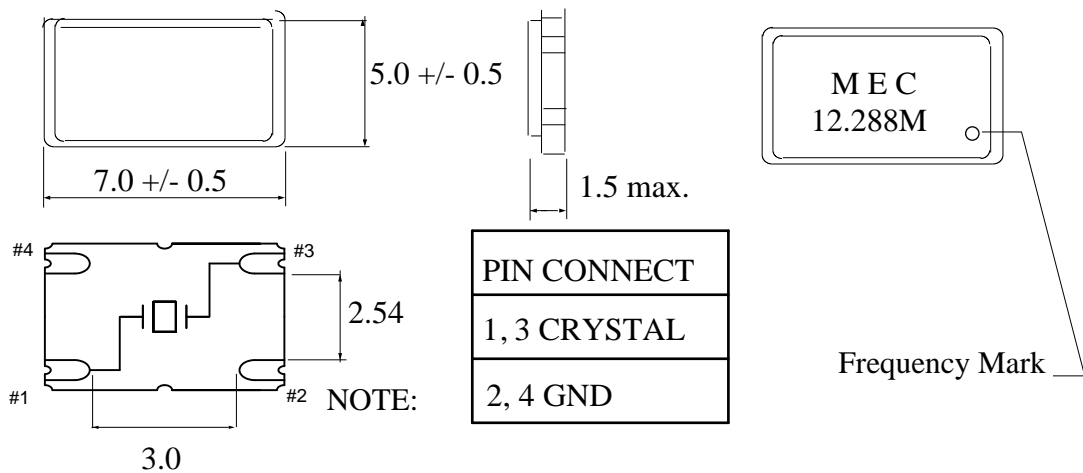 5.0 +/- 0.5
7.0 +/- 0.5
1.5 max.
M E C
12.288M
Frequency Mark
#4
#3
2.54
#1
#2
3.0
NOTE:
PIN CONNECT
1, 3 CRYSTAL
2, 4 GND